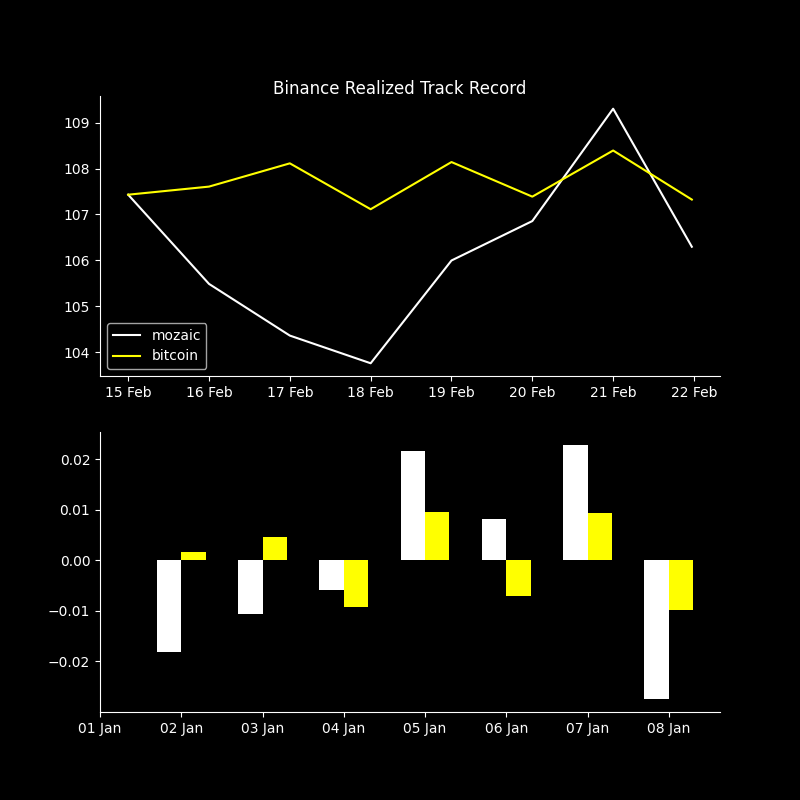 Binance Realized Track Record
109
108
107
106
105
104
mozaic
bitcoin
15 Feb 16 Feb 17 Feb 18 Feb 19 Feb 20 Feb 21 Feb 22 Feb
0.02
0.01
0.00
−0.01
−0.02
01 Jan 02 Jan 03 Jan 04 Jan 05 Jan 06 Jan 07 Jan 08 Jan